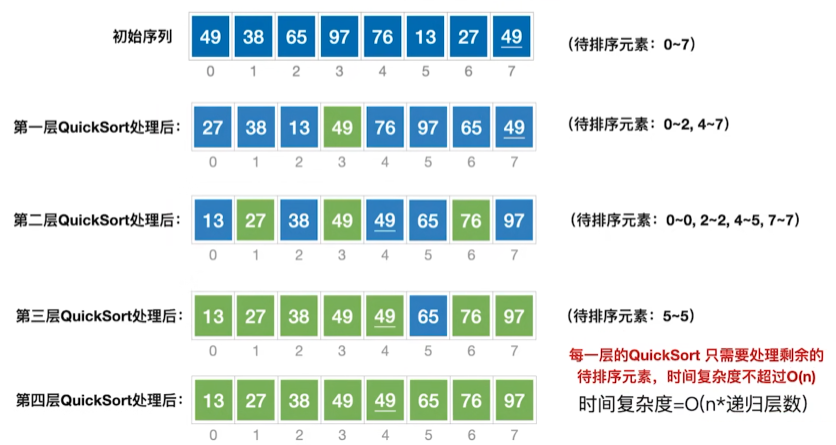 初始序列 49 38 65 97 76 13 27 49 (待排序元素：0~7)
0 1 2 3 4 5 6 7
第一层QuickSort处理后： 27 38 13 49 76 97 65 49 (待排序元素：0~2, 4~7)
0 1 2 3 4 5 6 7
第二层QuickSort处理后： 13 27 38 49 49 65 76 97 (待排序元素：0~0, 2~2, 4~5, 7~7)
0 1 2 3 4 5 6 7
第三层QuickSort处理后： 13 27 38 49 49 65 76 97 (待排序元素：5~5)
0 1 2 3 4 5 6 7
每一层的QuickSort 只需要处理剩余的
待排序元素，时间复杂度不超过O(n)
第四层QuickSort处理后： 13 27 38 49 49 65 76 97
时间复杂度=O(n*递归层数)
0 1 2 3 4 5 6 7